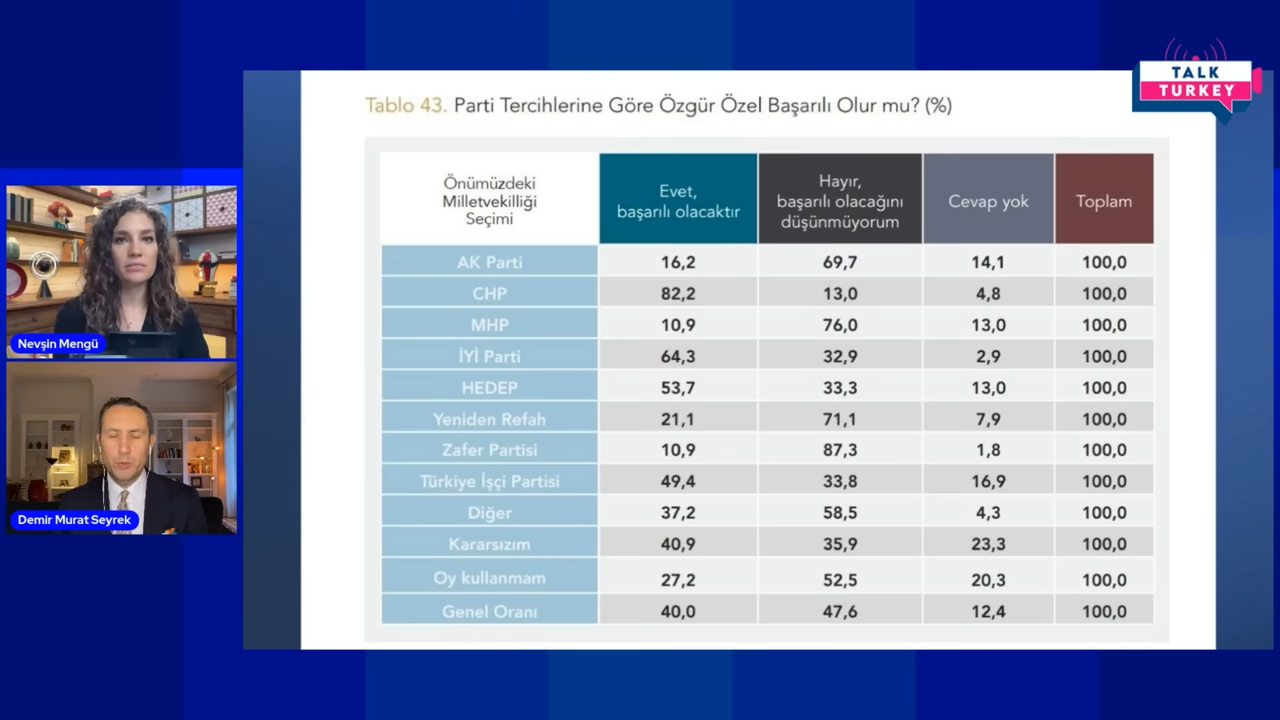 TALK
TURKEY
Tablo 43. Parti Tercihlerine Göre Özgür Özel Başarılı Olur mu? (%)
Önümüzdeki
Milletvekilliği
Seçimi
Evet,
başarılı olacaktır
Hayır,
başarılı olacağını
düşünmüyorum
Cevap yok
Toplam
AK Parti 16,2 69,7 14,1 100,0
CHP 82,2 13,0 4,8 100,0
MHP 10,9 76,0 13,0 100,0
İYİ Parti 64,3 32,9 2,9 100,0
HEDEP 53,7 33,3 13,0 100,0
Yeniden Refah 21,1 71,1 7,9 100,0
Zafer Partisi 10,9 87,3 1,8 100,0
Türkiye İşçi Partisi 49,4 33,8 16,9 100,0
Diğer 37,2 58,5 4,3 100,0
Kararsızım 40,9 35,9 23,3 100,0
Oy kullanmam 27,2 52,5 20,3 100,0
Genel Oranı 40,0 47,6 12,4 100,0
Nevşin Mengü
Demir Murat Seyrek